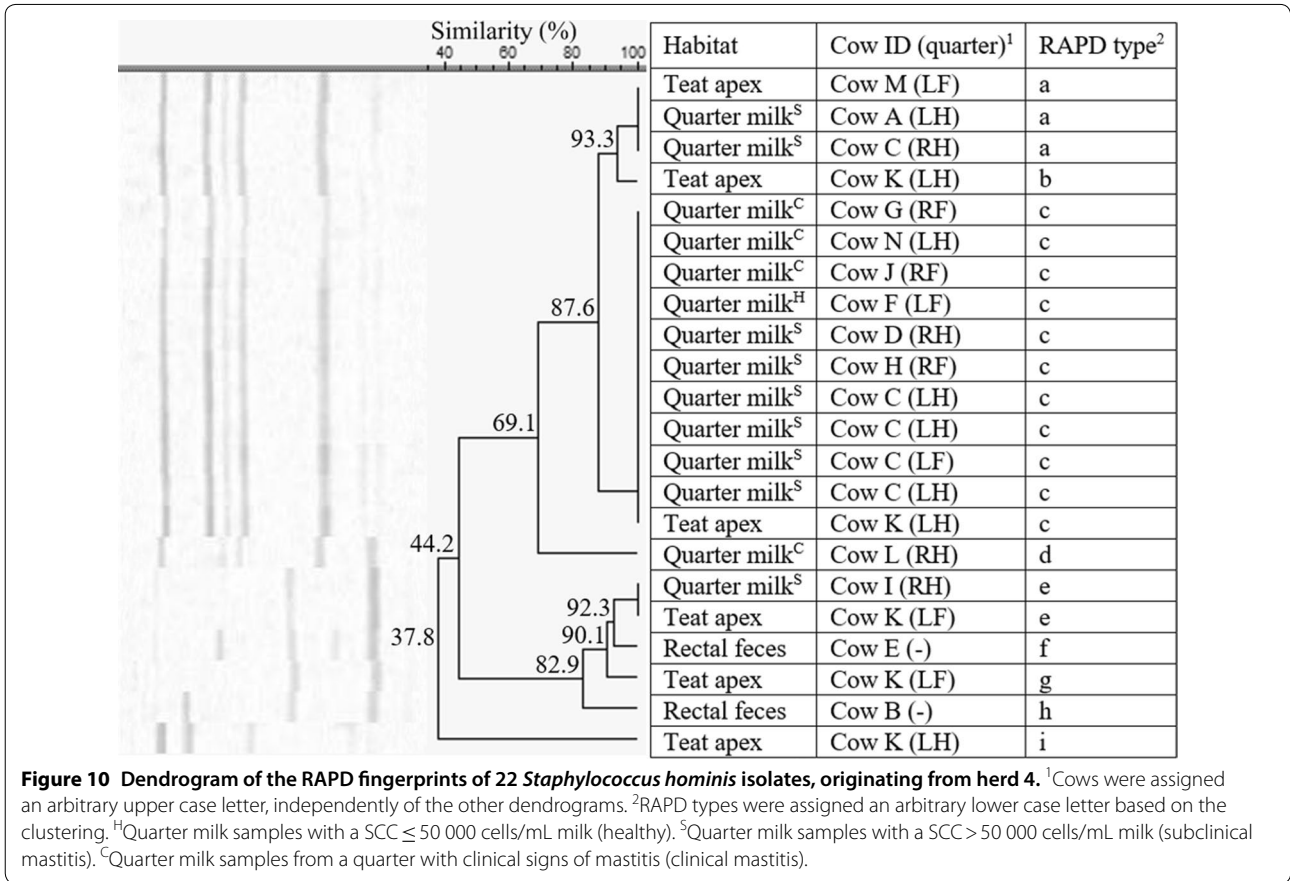 Similarity (%)
40 60 80 100
Habitat Cow ID (quarter)¹ RAPD type²
Teat apex Cow M (LF) a
Quarter milkˢ Cow A (LH) a
93.3 Quarter milkˢ Cow C (RH) a
Teat apex Cow K (LH) b
Quarter milkᶜ Cow G (RF) c
Quarter milkᶜ Cow N (LH) c
Quarter milkᶜ Cow J (RF) c
87.6 Quarter milkᴴ Cow F (LF) c
Quarter milkˢ Cow D (RH) c
Quarter milkˢ Cow H (RF) c
Quarter milkˢ Cow C (LH) c
69.1 Quarter milkˢ Cow C (LH) c
Quarter milkˢ Cow C (LF) c
Quarter milkˢ Cow C (LH) c
Teat apex Cow K (LH) c
44.2 Quarter milkᶜ Cow L (RH) d
Quarter milkˢ Cow I (RH) e
92.3 Teat apex Cow K (LF) e
37.8 90.1 Rectal feces Cow E (-) f
82.9 Teat apex Cow K (LF) g
Rectal feces Cow B (-) h
Teat apex Cow K (LH) i
Figure 10 Dendrogram of the RAPD fingerprints of 22 Staphylococcus hominis isolates, originating from herd 4. ¹Cows were assigned
an arbitrary upper case letter, independently of the other dendrograms. ²RAPD types were assigned an arbitrary lower case letter based on the
clustering. ᴴQuarter milk samples with a SCC ≤ 50 000 cells/mL milk (healthy). ˢQuarter milk samples with a SCC > 50 000 cells/mL milk (subclinical
mastitis). ᶜQuarter milk samples from a quarter with clinical signs of mastitis (clinical mastitis).